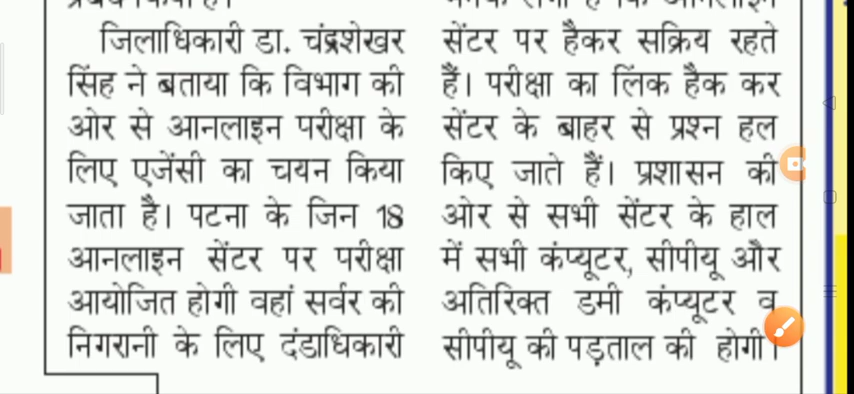 जिलाधिकारी डा. चंद्रशेखर
सिंह ने बताया कि विभाग की
ओर से आनलाइन परीक्षा के
लिए एजेंसी का चयन किया
जाता है। पटना के जिन 18
आनलाइन सेंटर पर परीक्षा
आयोजित होगी वहां सर्वर की
निगरानी के लिए दंडाधिकारी
सेंटर पर हैकर सक्रिय रहते
हैं। परीक्षा का लिंक हैक कर
सेंटर के बाहर से प्रश्न हल
किए जाते हैं। प्रशासन की
ओर से सभी सेंटर के हाल
में सभी कंप्यूटर, सीपीयू और
अतिरिक्त डमी कंप्यूटर व
सीपीयू की पड़ताल की होगी।